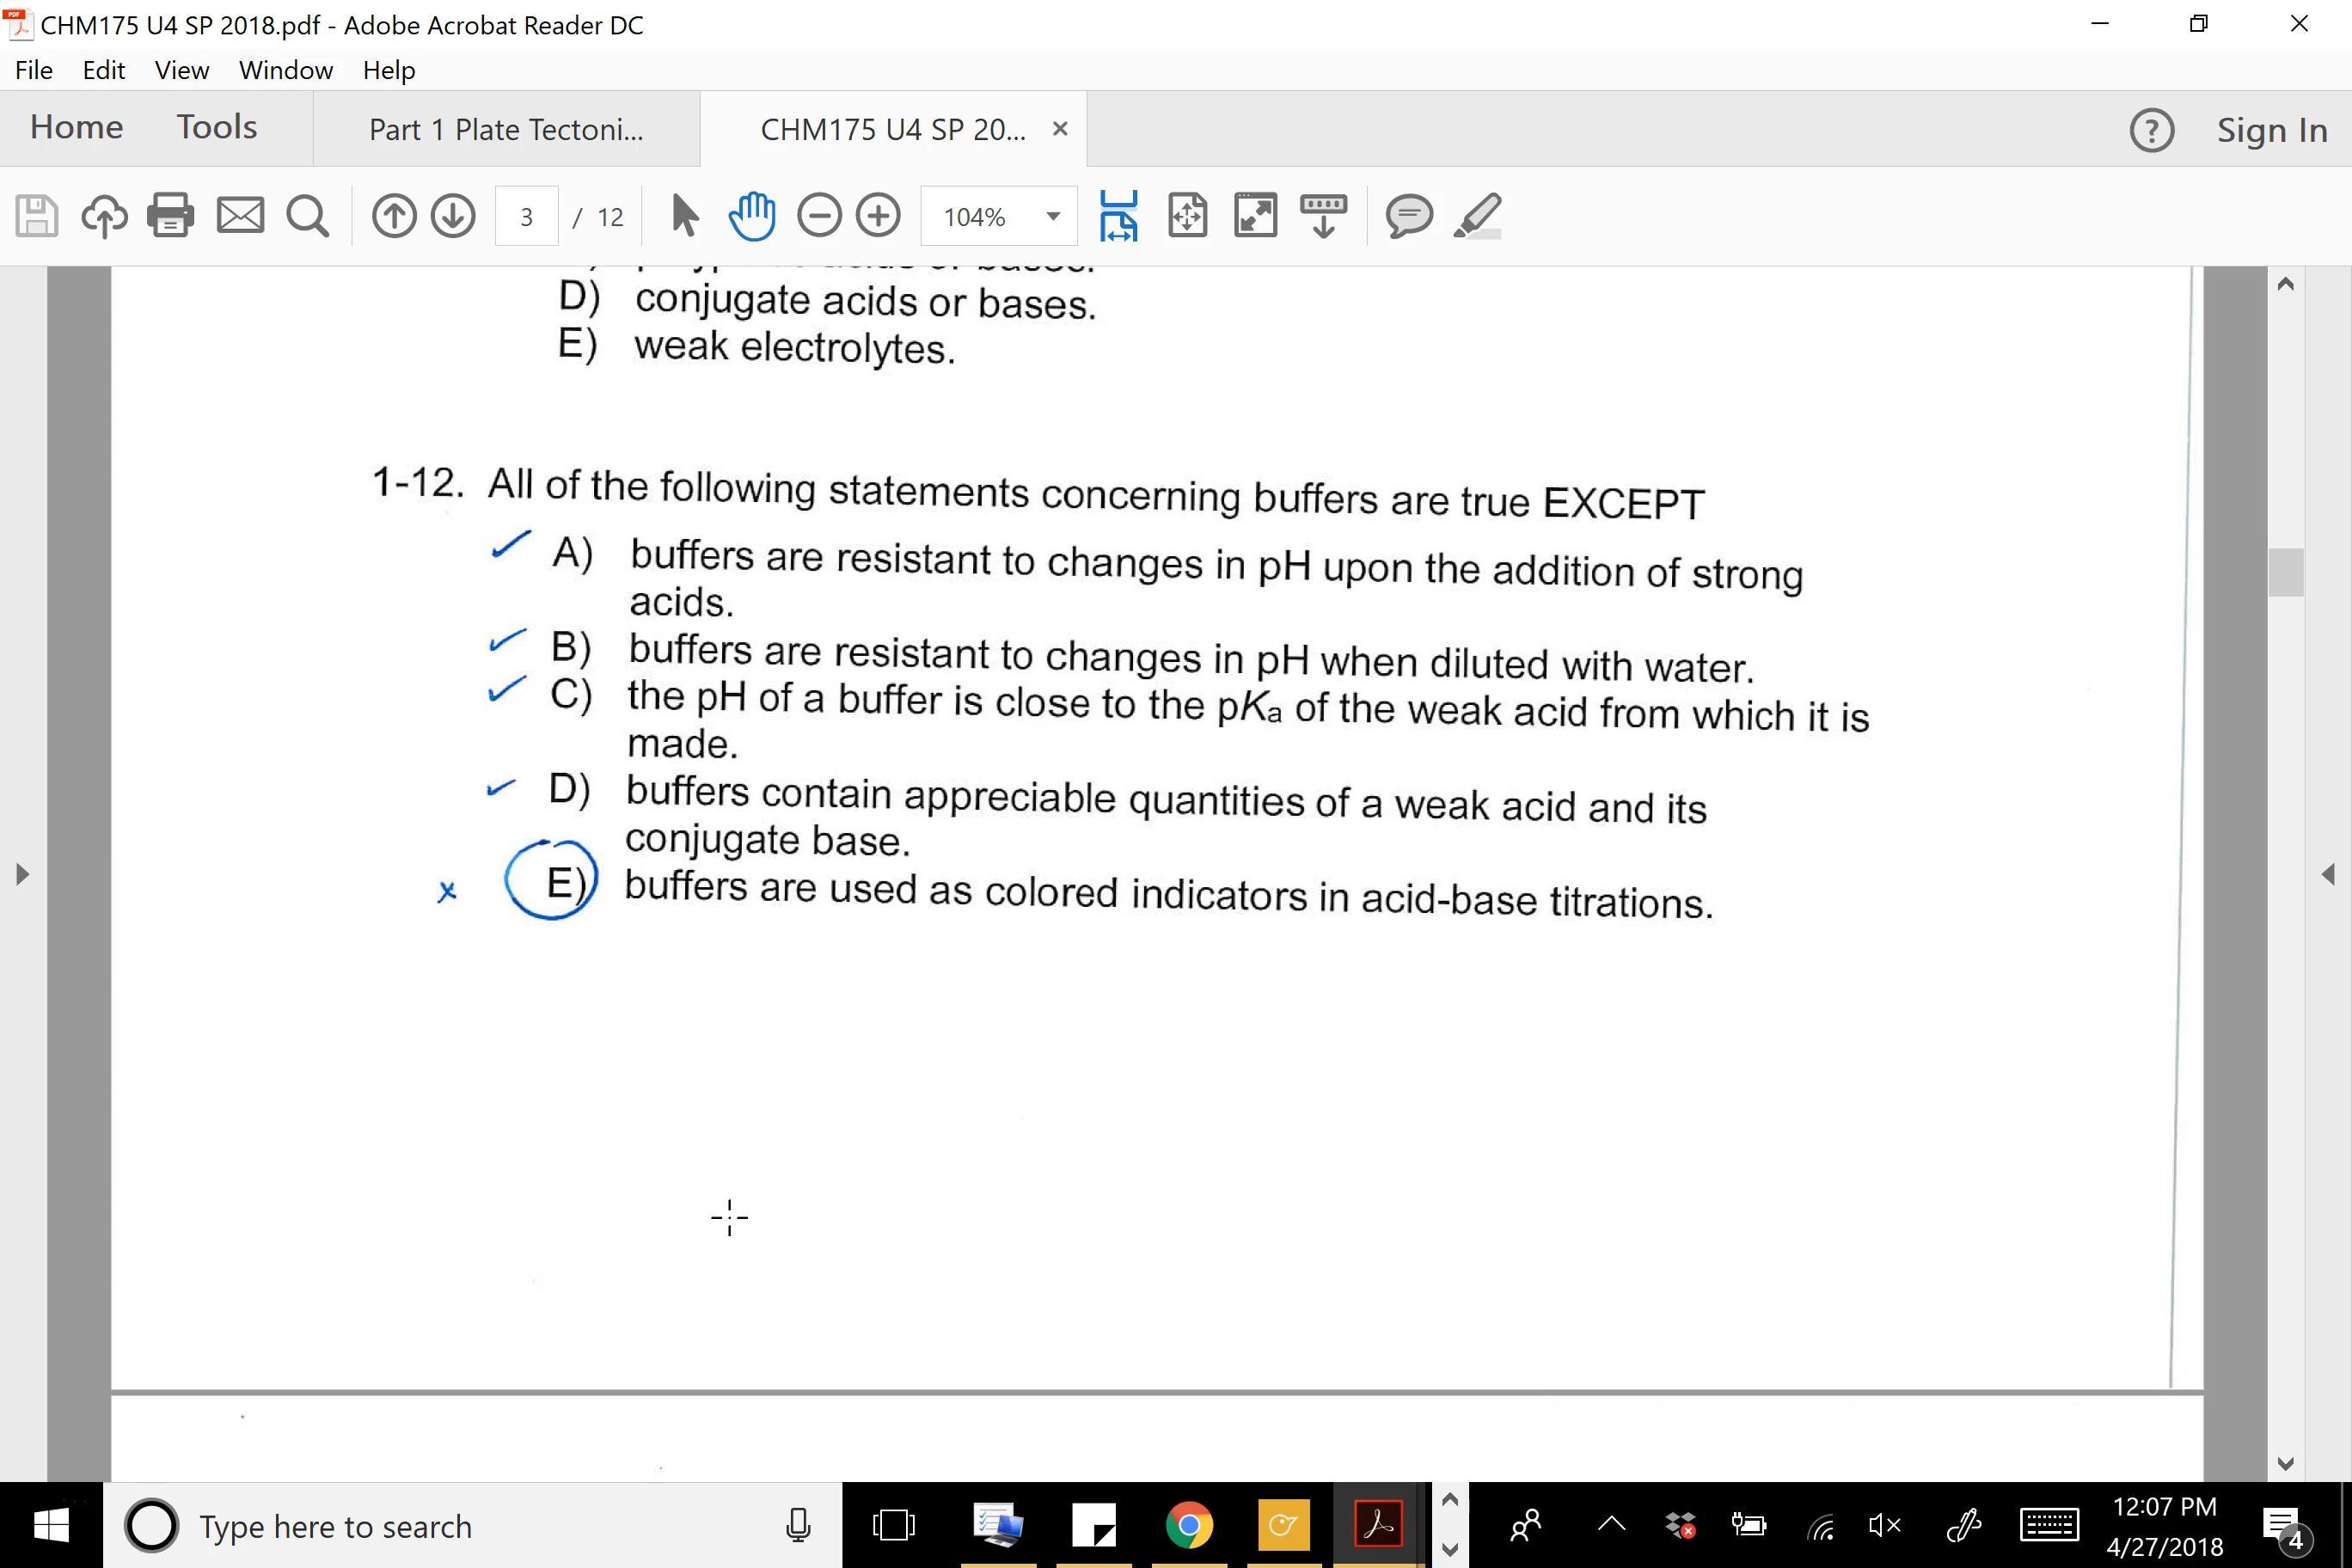 CHM175 U4 SP 2018.pdf - Adobe Acrobat Reader DC
File Edit View Window Help
Home Tools Part 1 Plate Tectoni... CHM175 U4 SP 20... × ? Sign In
3 / 12 104%
D) conjugate acids or bases.
E) weak electrolytes.
1-12. All of the following statements concerning buffers are true EXCEPT
A) buffers are resistant to changes in pH upon the addition of strong
acids.
B) buffers are resistant to changes in pH when diluted with water.
C) the pH of a buffer is close to the pKa of the weak acid from which it is
made.
D) buffers contain appreciable quantities of a weak acid and its
conjugate base.
x E) buffers are used as colored indicators in acid-base titrations.
Type here to search
12:07 PM
4/27/2018
4